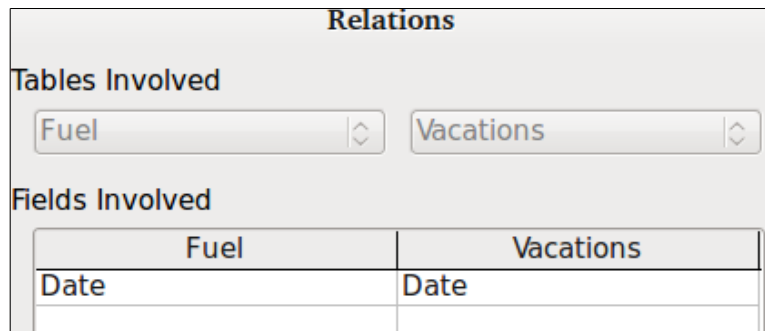 Relations
Tables Involved
Fuel Vacations
Fields Involved
Fuel Vacations
Date Date